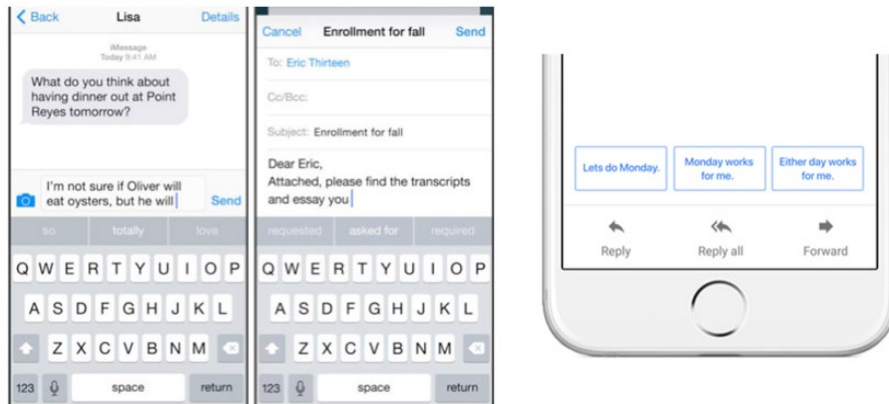 Back Lisa Details
iMessage
Today 9:41 AM
What do you think about
having dinner out at Point
Reyes tomorrow?
I'm not sure if Oliver will
eat oysters, but he will
Send
so totally love
Q W E R T Y U I O P
A S D F G H J K L
Z X C V B N M
123 space return
Cancel Enrollment for fall Send
To: Eric Thirteen
Cc/Bcc:
Subject: Enrollment for fall
Dear Eric,
Attached, please find the transcripts
and essay you
requested asked for required
Q W E R T Y U I O P
A S D F G H J K L
Z X C V B N M
123 space return
Lets do Monday.
Monday works
for me.
Either day works
for me.
Reply Reply all Forward